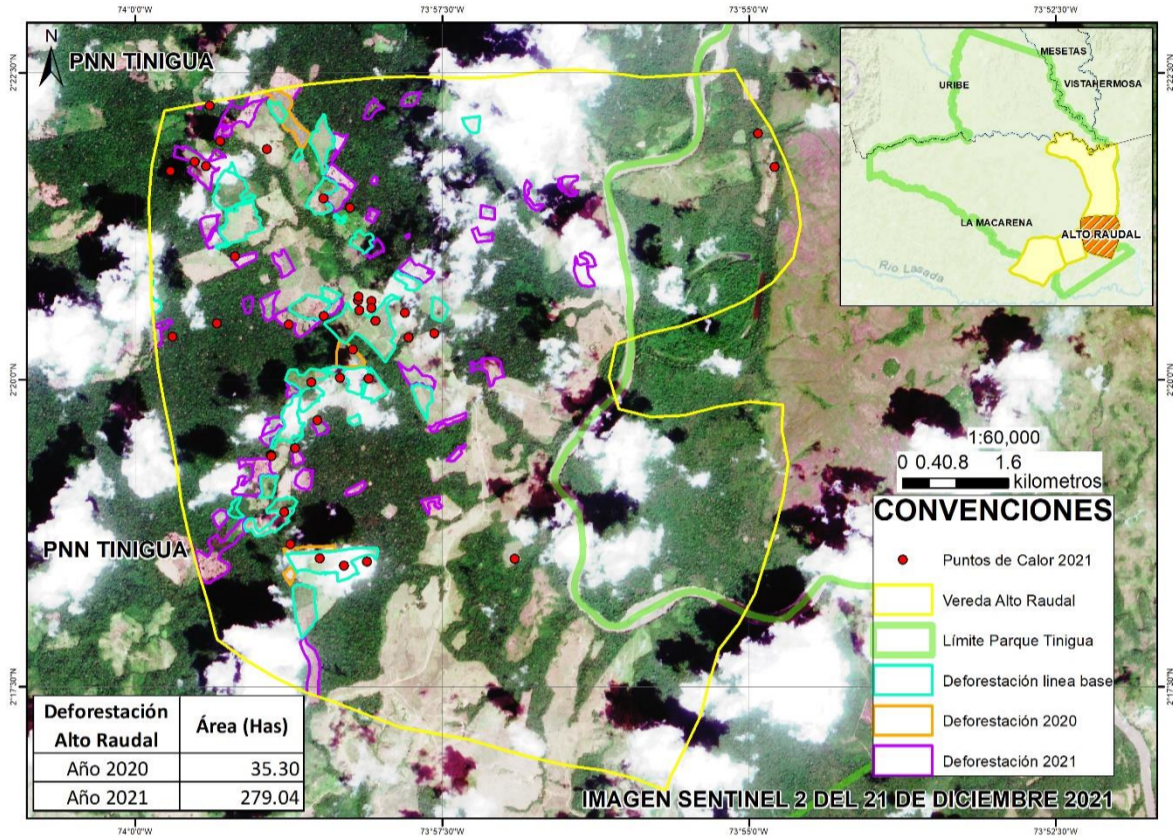 74°0'0"W
73°57'30"W
73°55'0"W
73°52'30"W
N
PNN TINIGUA
2°22'30"N
2°22'30"N
MESETAS
URIBE
VISTAHERMOSA
LA MACARENA
ALTO RAUDAL
Río Losada
2°20'0"N
2°20'0"N
1:60,000
0 0.40.8 1.6
kilometros
CONVENCIONES
Puntos de Calor 2021
Vereda Alto Raudal
Límite Parque Tinigua
Deforestación linea base
Deforestación 2020
Deforestación 2021
PNN TINIGUA
2°17'30"N
2°17'30"N
Deforestación
Alto Raudal
Área (Has)
Año 2020 35.30
Año 2021 279.04
IMAGEN SENTINEL 2 DEL 21 DE DICIEMBRE 2021
74°0'0"W
73°57'30"W
73°55'0"W
73°52'30"W